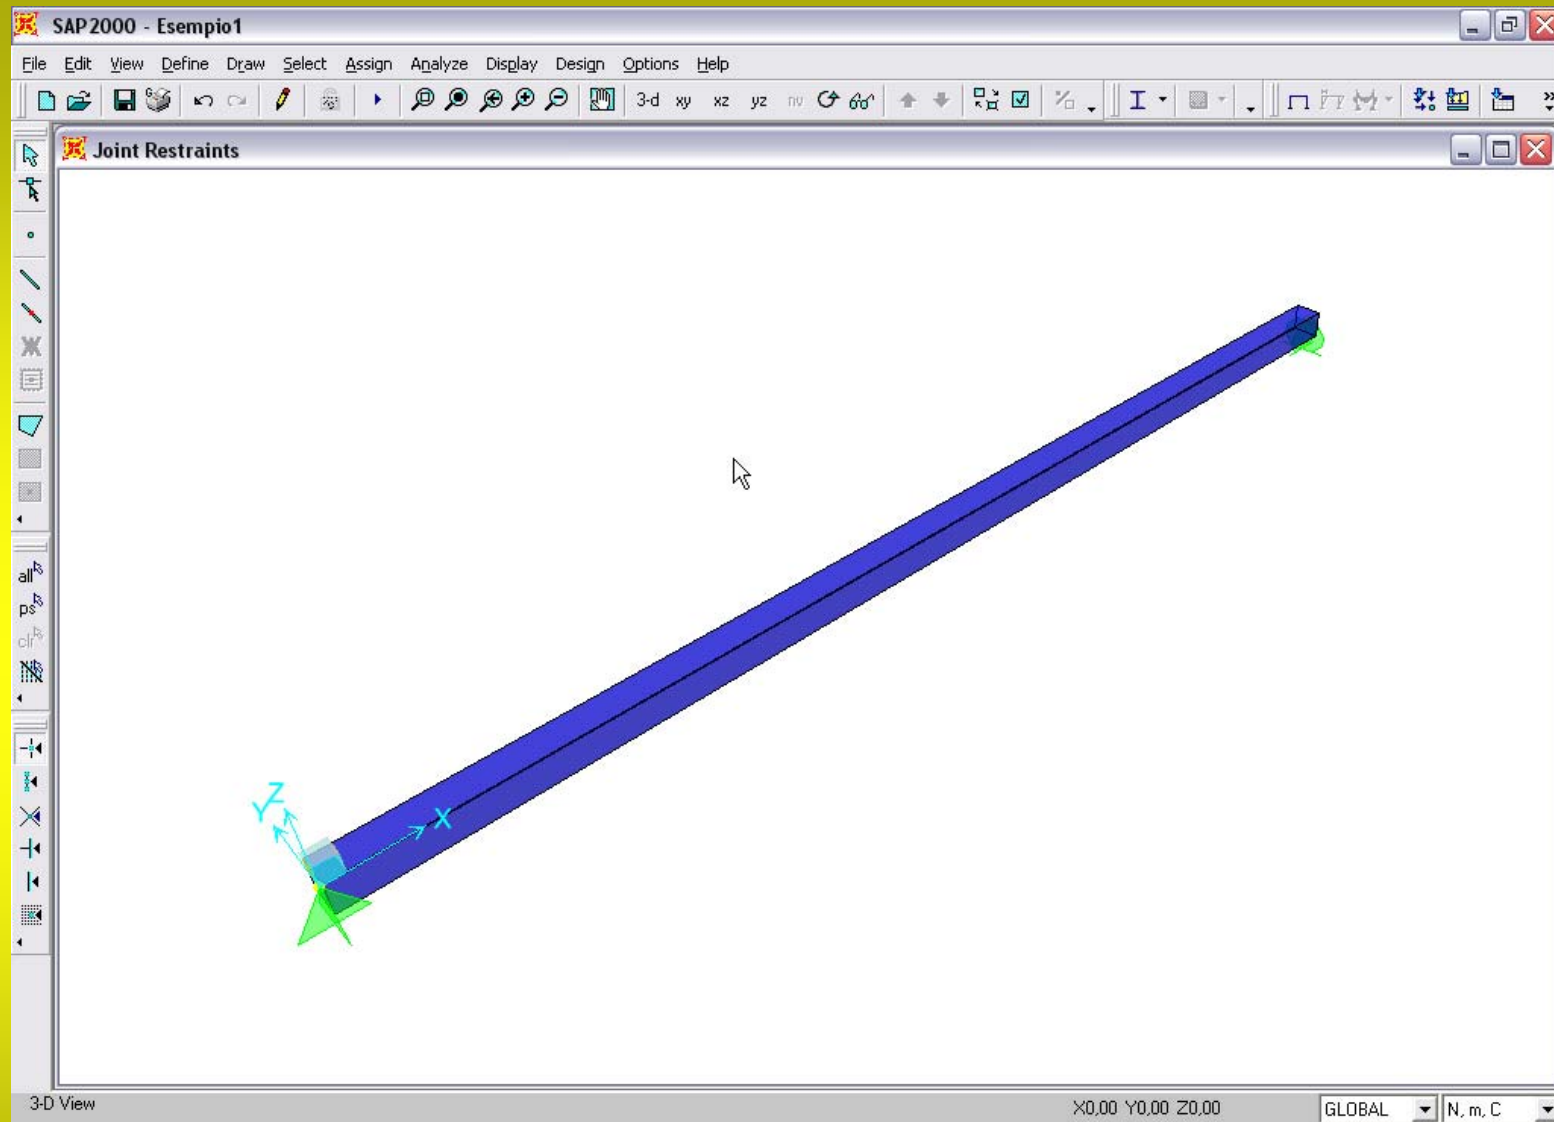 SAP2000 - Esempio1
File Edit View Define Draw Select Assign Analyze Display Design Options Help
3-d xy xz yz nv
Joint Restraints
all
ps
clr
Z
Y
X
3-D View
X0,00 Y0,00 Z0,00
GLOBAL
N, m, C